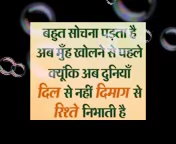 बहुत सोचना पड़ता है
अब मुँह खोलने से पहले
क्यूंकि अब दुनियाँ
दिल से नहीं दिमाग से
रिश्ते निभाती है